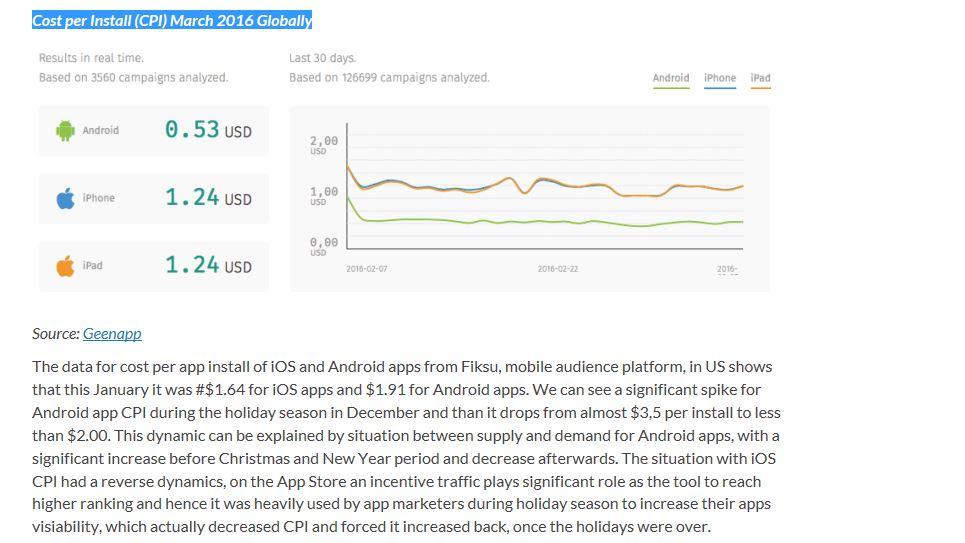 Cost per Install (CPI) March 2016 Globally
Results in real time.
Based on 3560 campaigns analyzed.
Last 30 days.
Based on 126699 campaigns analyzed.
Android iPhone iPad
Android 0.53 USD
iPhone 1.24 USD
iPad 1.24 USD
2,00
USD
1,00
USD
0,00
USD
2016-02-07 2016-02-22 2016-
Source: Geenapp
The data for cost per app install of iOS and Android apps from Fiksu, mobile audience platform, in US shows
that this January it was #$1.64 for iOS apps and $1.91 for Android apps. We can see a significant spike for
Android app CPI during the holiday season in December and than it drops from almost $3,5 per install to less
than $2.00. This dynamic can be explained by situation between supply and demand for Android apps, with a
significant increase before Christmas and New Year period and decrease afterwards. The situation with iOS
CPI had a reverse dynamics, on the App Store an incentive traffic plays significant role as the tool to reach
higher ranking and hence it was heavily used by app marketers during holiday season to increase their apps
visiability, which actually decreased CPI and forced it increased back, once the holidays were over.